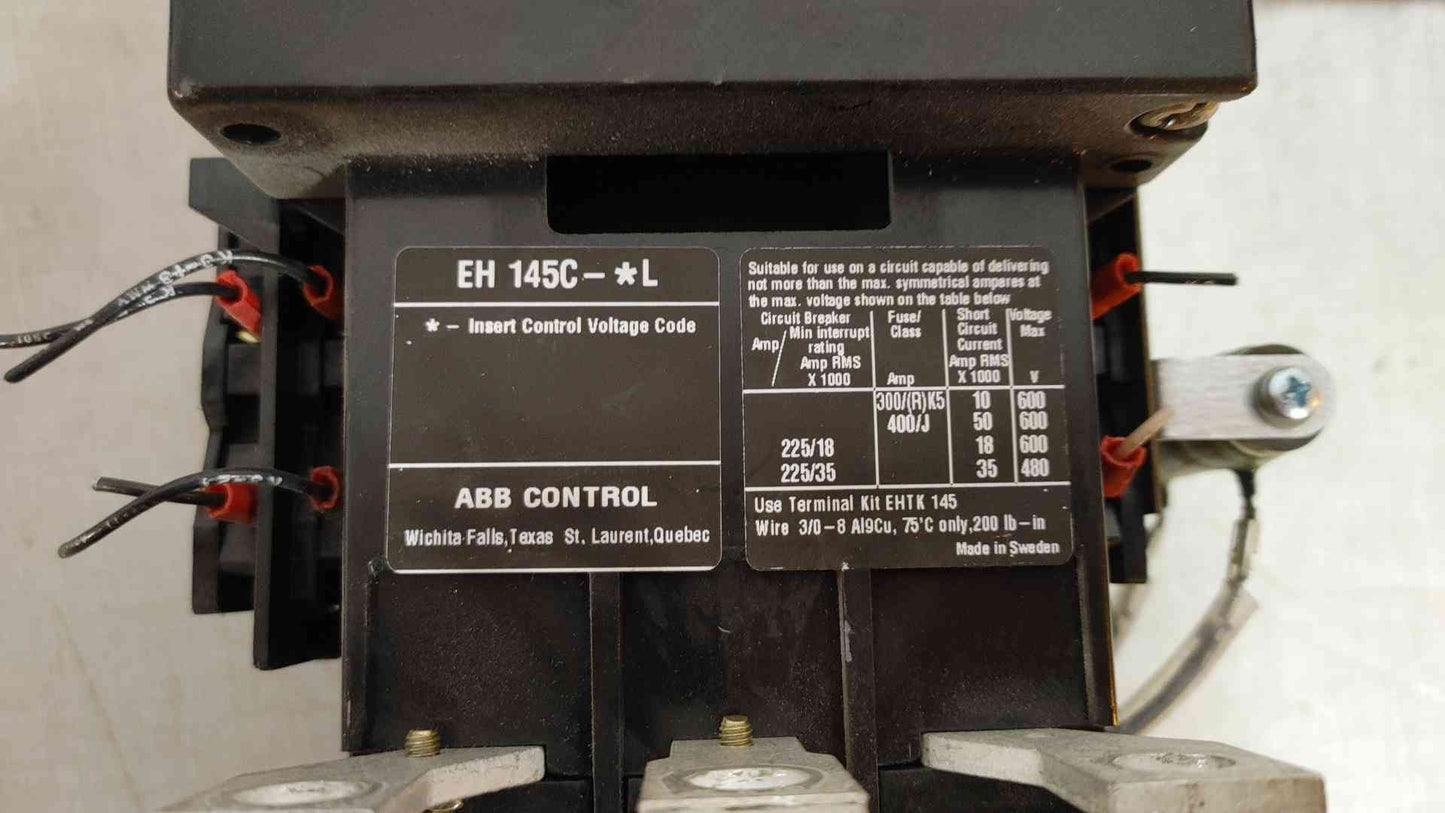 EH 145C-*L
* - Insert Control Voltage Code
ABB CONTROL
Wichita Falls,Texas St. Laurent,Quebec
Suitable for use on a circuit capable of delivering
not more than the max. symmetrical amperes at
the max. voltage shown on the table below
Circuit Breaker Fuse/ Short Voltage
Amp/ Min interrupt Class Circuit Max
rating Current
Amp RMS Amp RMS
X 1000 Amp X 1000 V
300/(R)K5 10 600
400/J 50 600
225/18 18 600
225/35 35 480
Use Terminal Kit EHTK 145
Wire 3/0-8 Al9Cu, 75°C only,200 lb-in
Made in Sweden